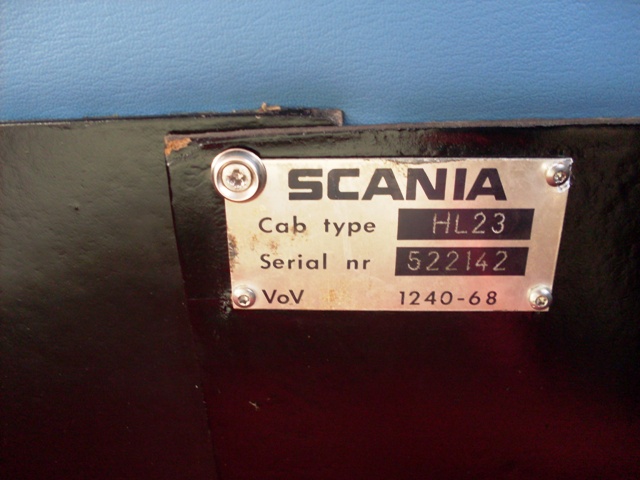 SCANIA
Cab type HL23
Serial nr 522142
VoV 1240-68